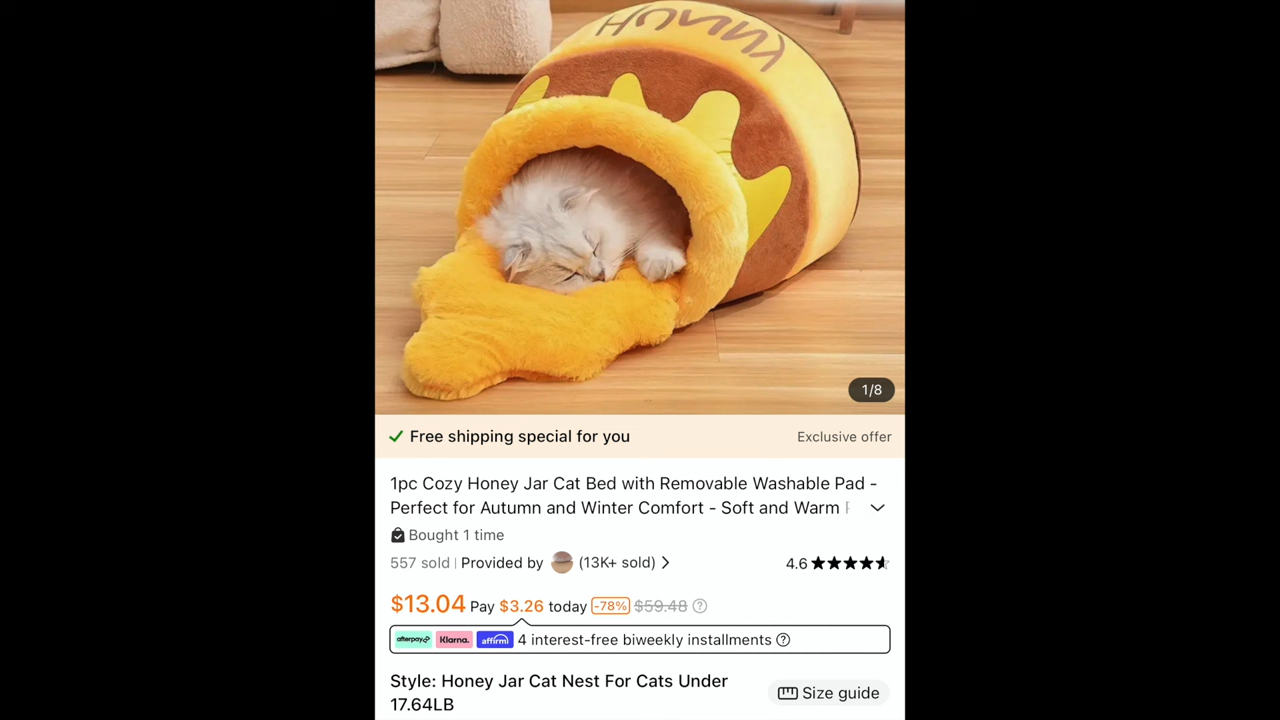 HUNNY
1/8
Free shipping special for you Exclusive offer
1pc Cozy Honey Jar Cat Bed with Removable Washable Pad -
Perfect for Autumn and Winter Comfort - Soft and Warm
Bought 1 time
557 sold | Provided by (13K+ sold) 4.6
$13.04 Pay $3.26 today -78% $59.48 ?
afterpay Klarna. affirm 4 interest-free biweekly installments ?
Style: Honey Jar Cat Nest For Cats Under
17.64LB
Size guide